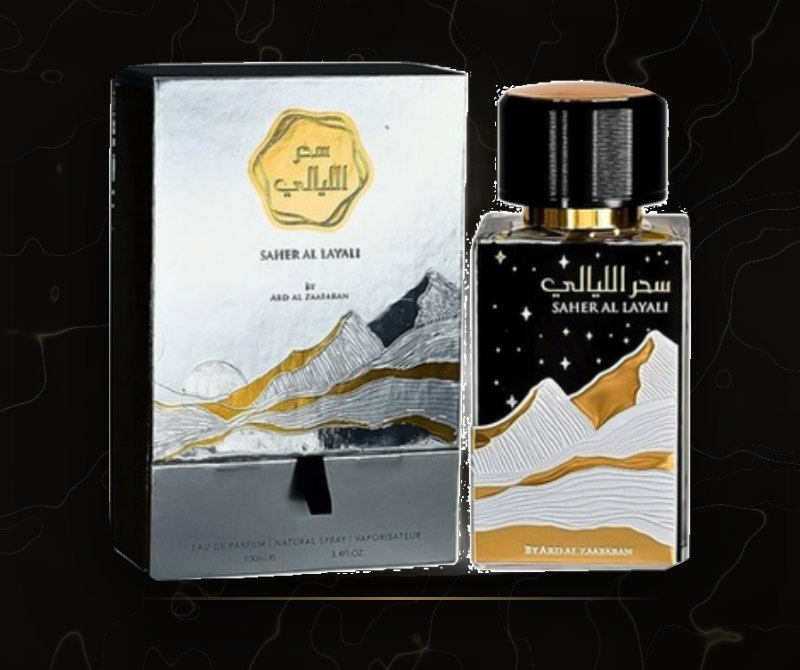 سحر
الليالي
SAHER AL LAYALI
BY
ARD AL ZAAFARAN
EAU DE PARFUM | NATURAL SPRAY | VAPORISATEUR
100ml ℮ 3.4FL.OZ.
سحر الليالي
SAHER AL LAYALI
BY ARD AL ZAAFARAN